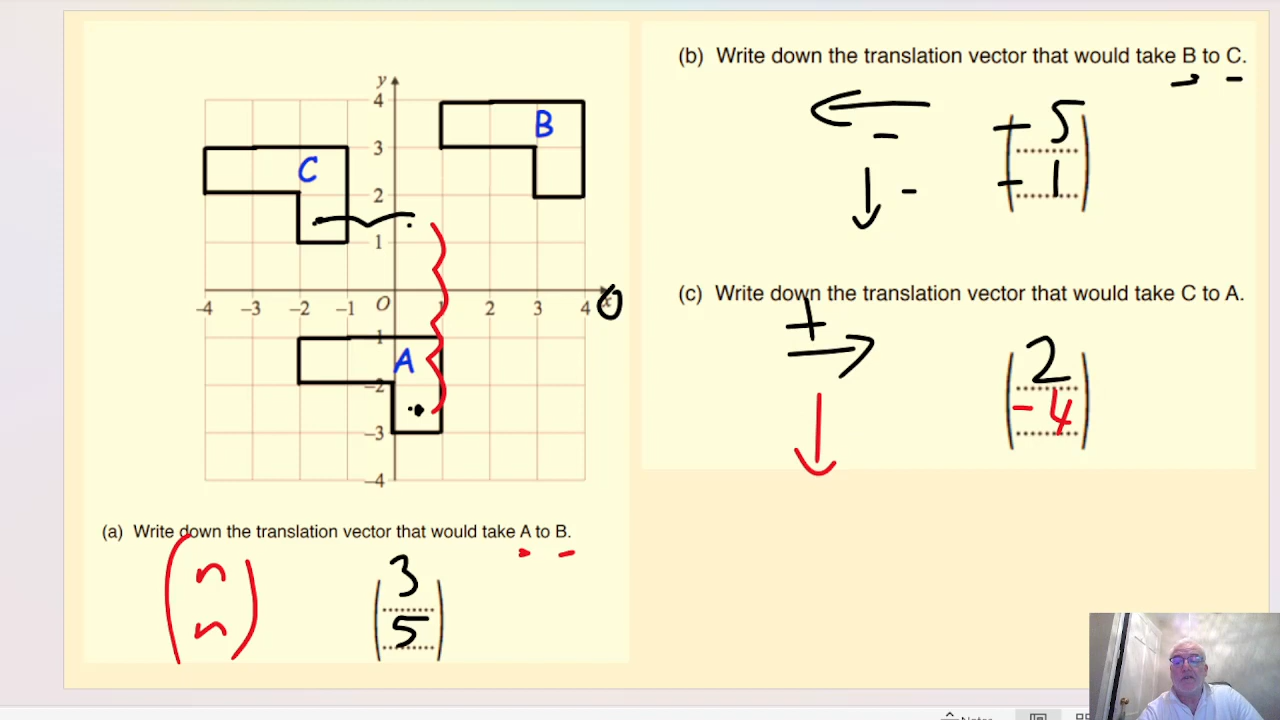 y
4
B
3
C
2
1
-4
-3
-2
-1
O
1
2
3
4
x
-1
A
-2
-3
-4
(a) Write down the translation vector that would take A to B.
n
n
3
5
(b) Write down the translation vector that would take B to C.
-
-
+ 5
- 1
(c) Write down the translation vector that would take C to A.
+
2
- 4
Notes